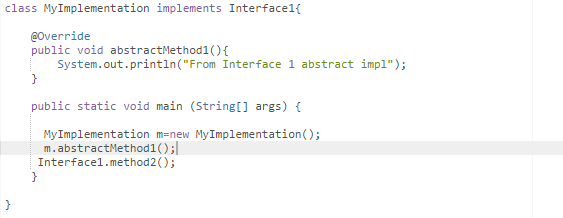 class MyImplementation implements Interface1{
@Override
public void abstractMethod1(){
System.out.println("From Interface 1 abstract impl");
}
public static void main (String[] args) {
MyImplementation m=new MyImplementation();
m.abstractMethod1();
Interface1.method2();
}
}